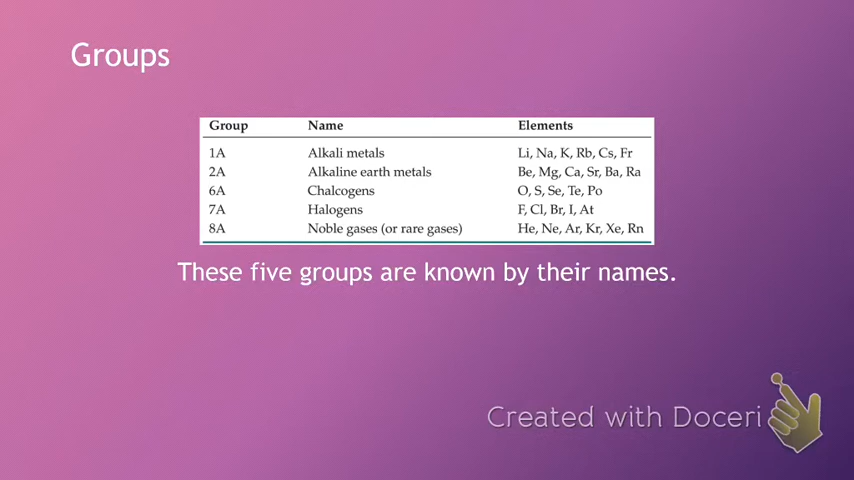 Groups
Group Name Elements
1A Alkali metals Li, Na, K, Rb, Cs, Fr
2A Alkaline earth metals Be, Mg, Ca, Sr, Ba, Ra
6A Chalcogens O, S, Se, Te, Po
7A Halogens F, Cl, Br, I, At
8A Noble gases (or rare gases) He, Ne, Ar, Kr, Xe, Rn
These five groups are known by their names.
Created with Doceri